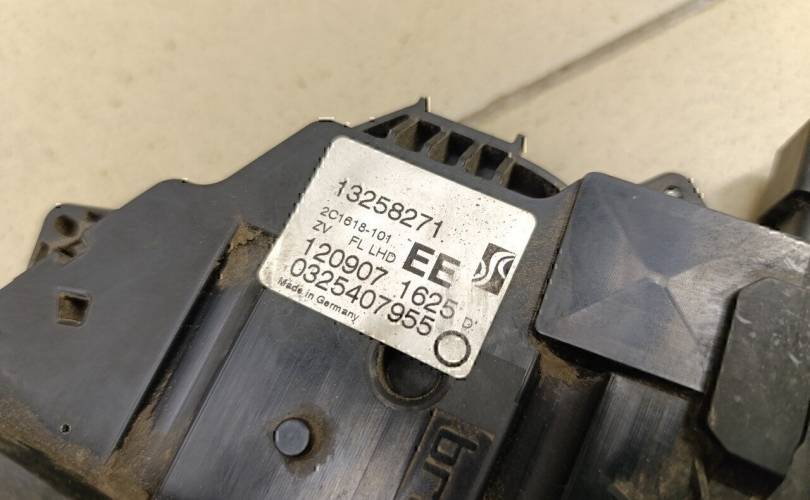 13258271
2C1618-101
ZV FL LHD EE
120907 1625 D'
0325407955
Made in Germany